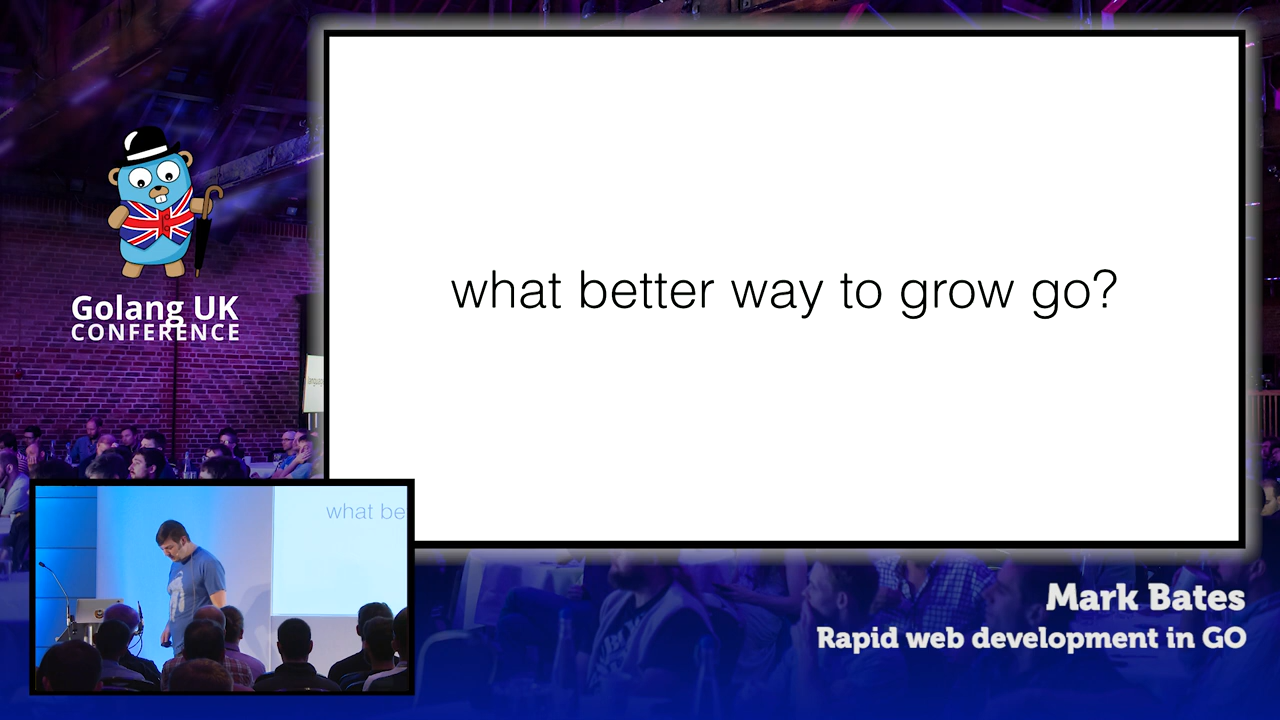 what better way to grow go?
Golang UK
CONFERENCE
what be
Mark Bates
Rapid web development in GO